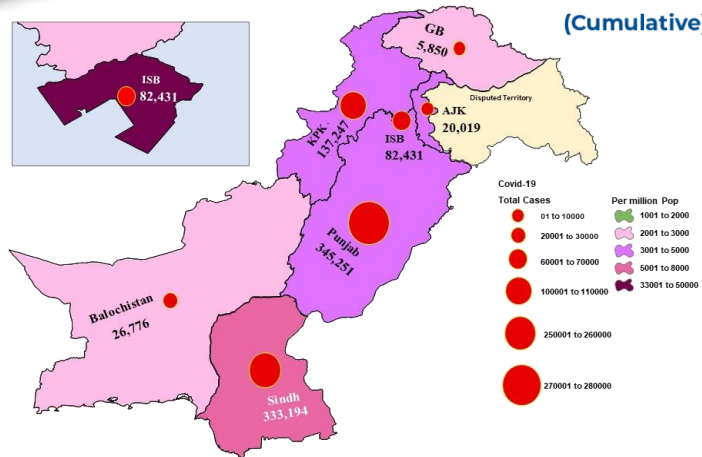 (Cumulative)
ISB
82,431
GB
5,850
Disputed Territory
AJK
20,019
KPK
137,247
ISB
82,431
Punjab
345,251
Balochistan
26,776
Sindh
333,194
Covid-19
Total Cases
01 to 10000
20001 to 30000
60001 to 70000
100001 to 110000
250001 to 260000
270001 to 280000
Per million Pop
1001 to 2000
2001 to 3000
3001 to 5000
5001 to 8000
33001 to 50000